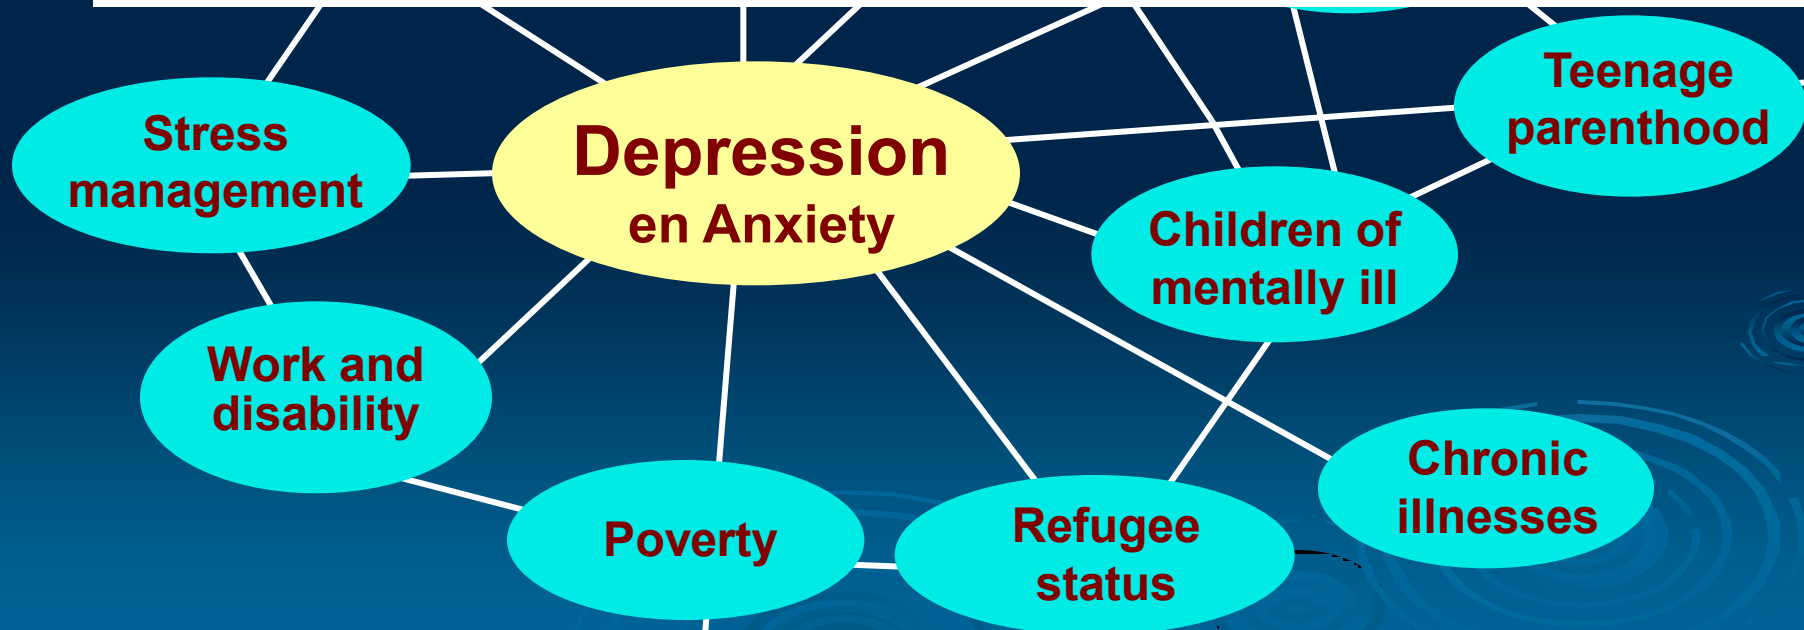 Teenage
parenthood
Stress
management
Depression
en Anxiety
Children of
mentally ill
Work and
disability
Chronic
illnesses
Poverty
Refugee
status